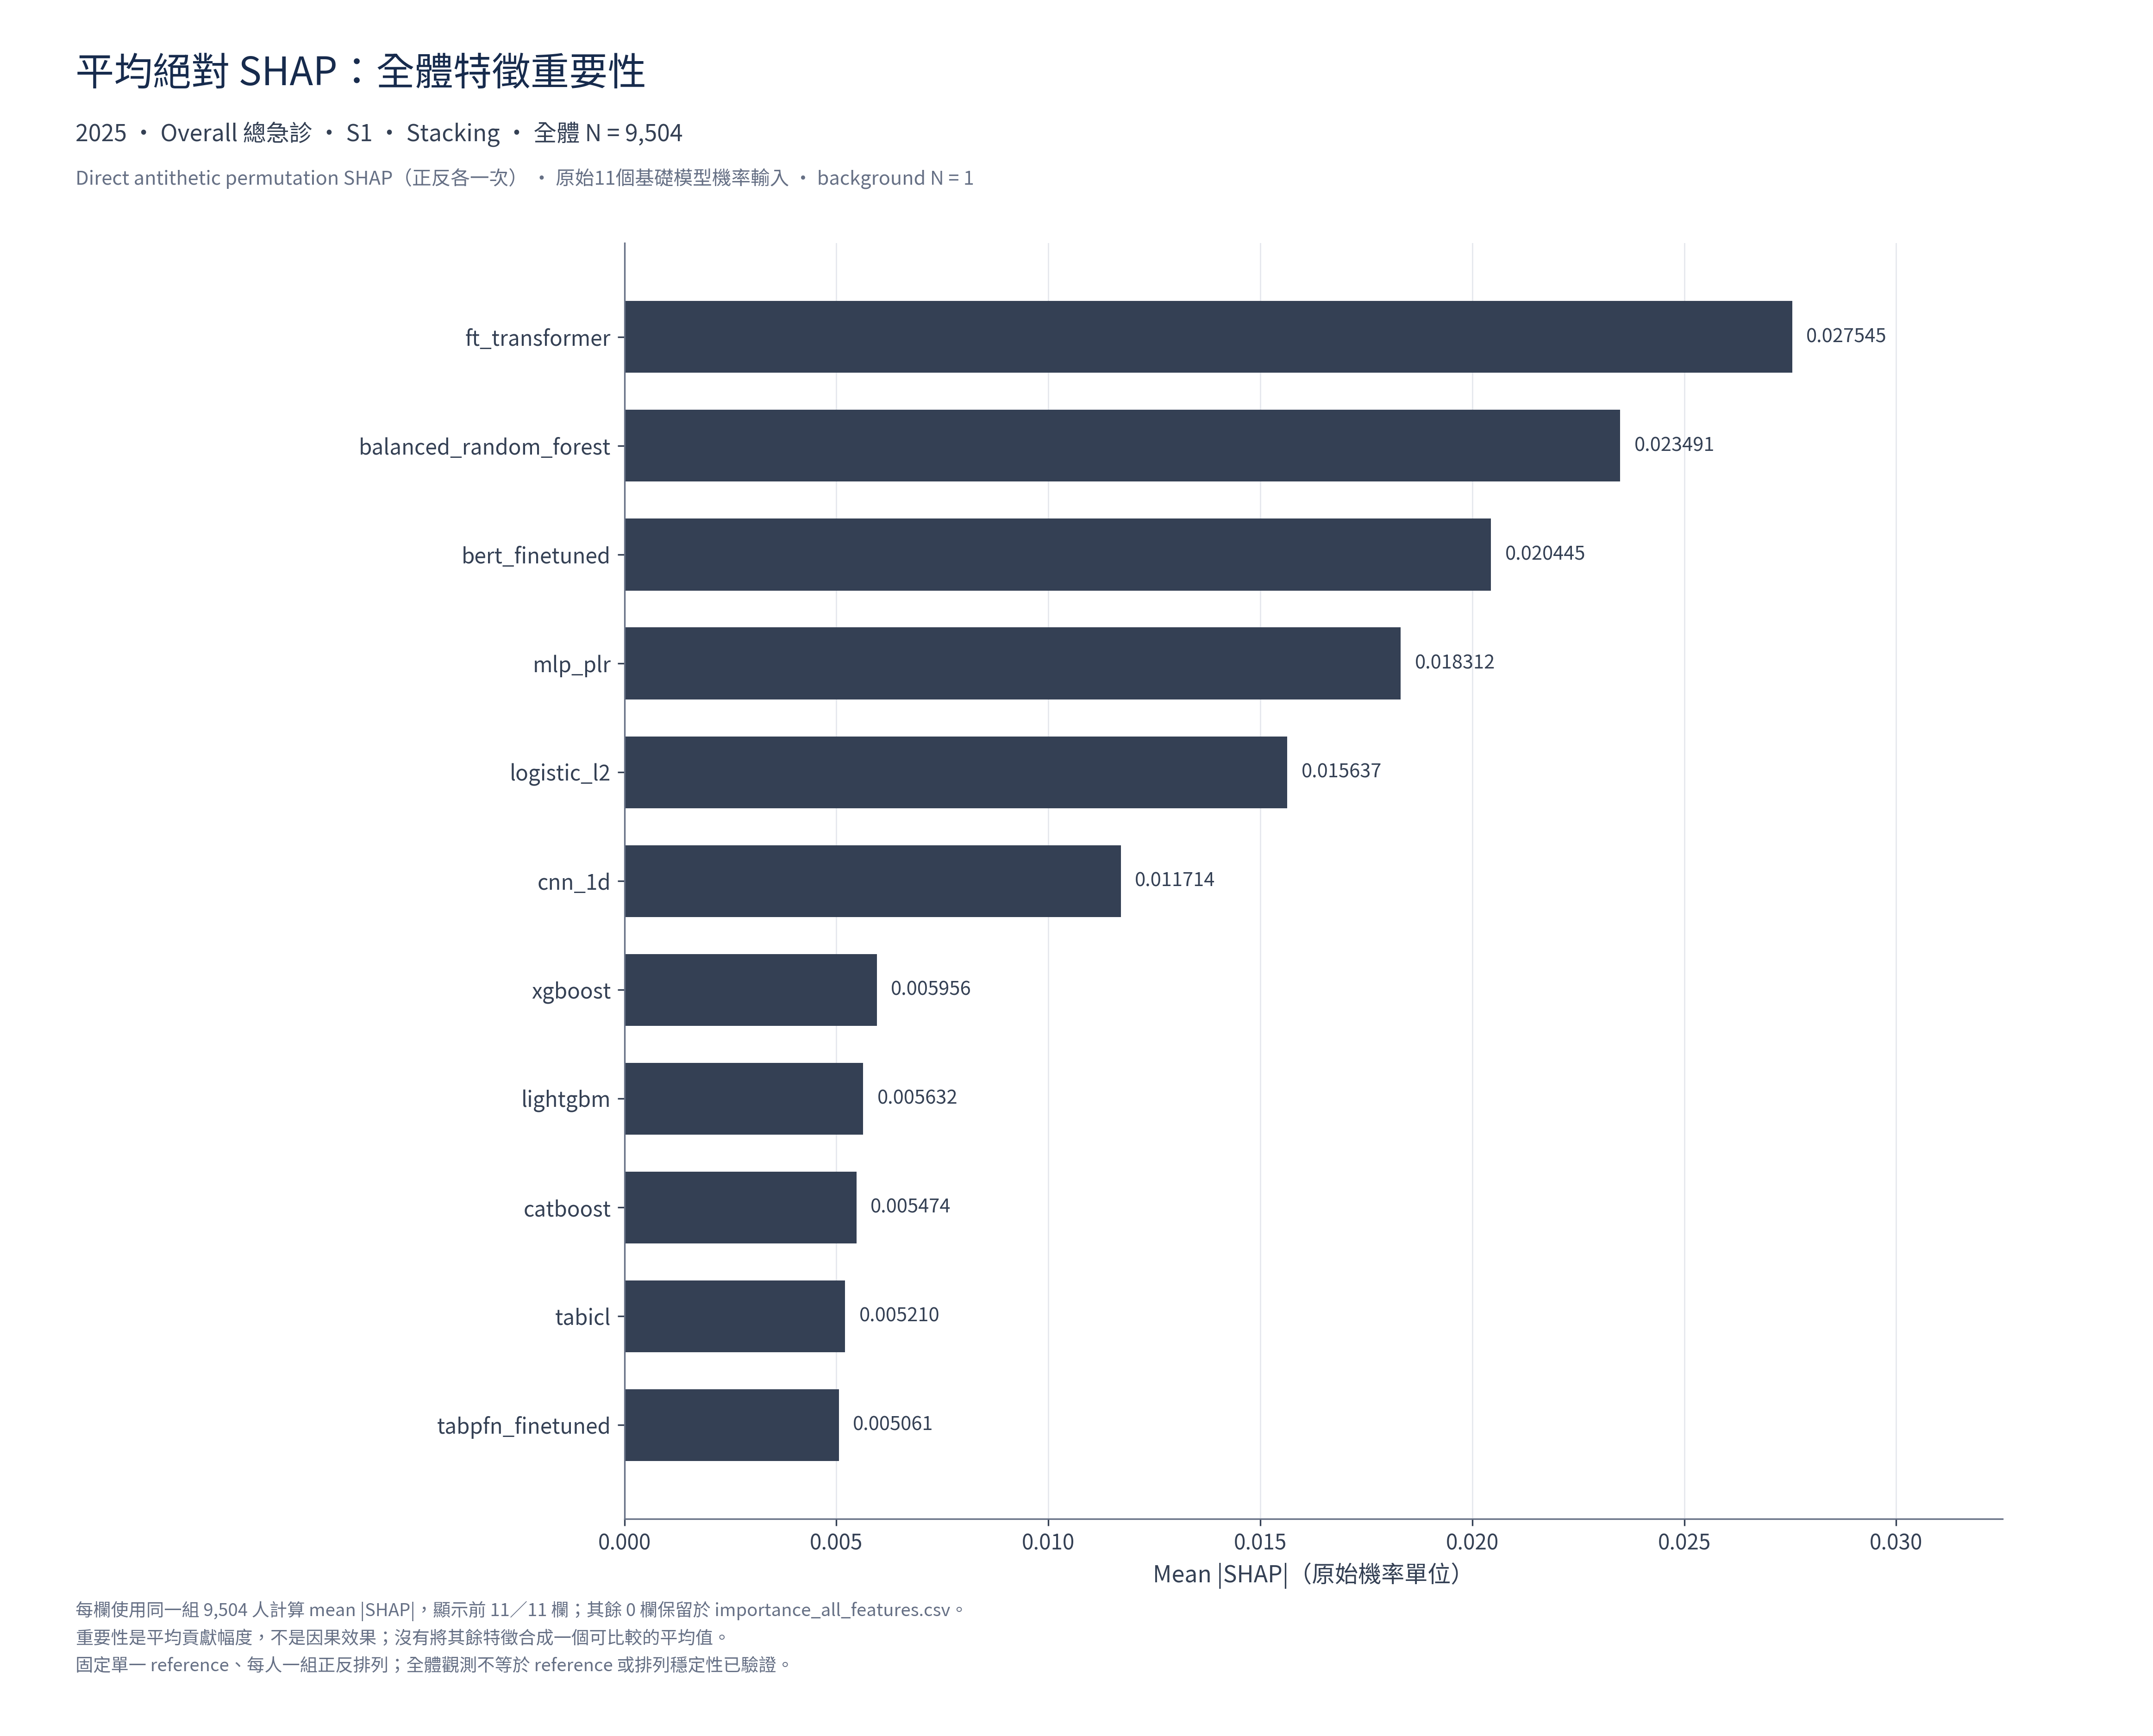 平均絕對 SHAP：全體特徵重要性
2025 • Overall 總急診 • S1 • Stacking • 全體 N = 9,504
Direct antithetic permutation SHAP（正反各一次） • 原始11個基礎模型機率輸入 • background N = 1
ft_transformer 0.027545
balanced_random_forest 0.023491
bert_finetuned 0.020445
mlp_plr 0.018312
logistic_l2 0.015637
cnn_1d 0.011714
xgboost 0.005956
lightgbm 0.005632
catboost 0.005474
tabicl 0.005210
tabpfn_finetuned 0.005061
0.000 0.005 0.010 0.015 0.020 0.025 0.030
Mean |SHAP|（原始機率單位）
每欄使用同一組 9,504 人計算 mean |SHAP|，顯示前 11／11 欄；其餘 0 欄保留於 importance_all_features.csv。
重要性是平均貢獻幅度，不是因果效果；沒有將其餘特徵合成一個可比較的平均值。
固定單一 reference、每人一組正反排列；全體觀測不等於 reference 或排列穩定性已驗證。